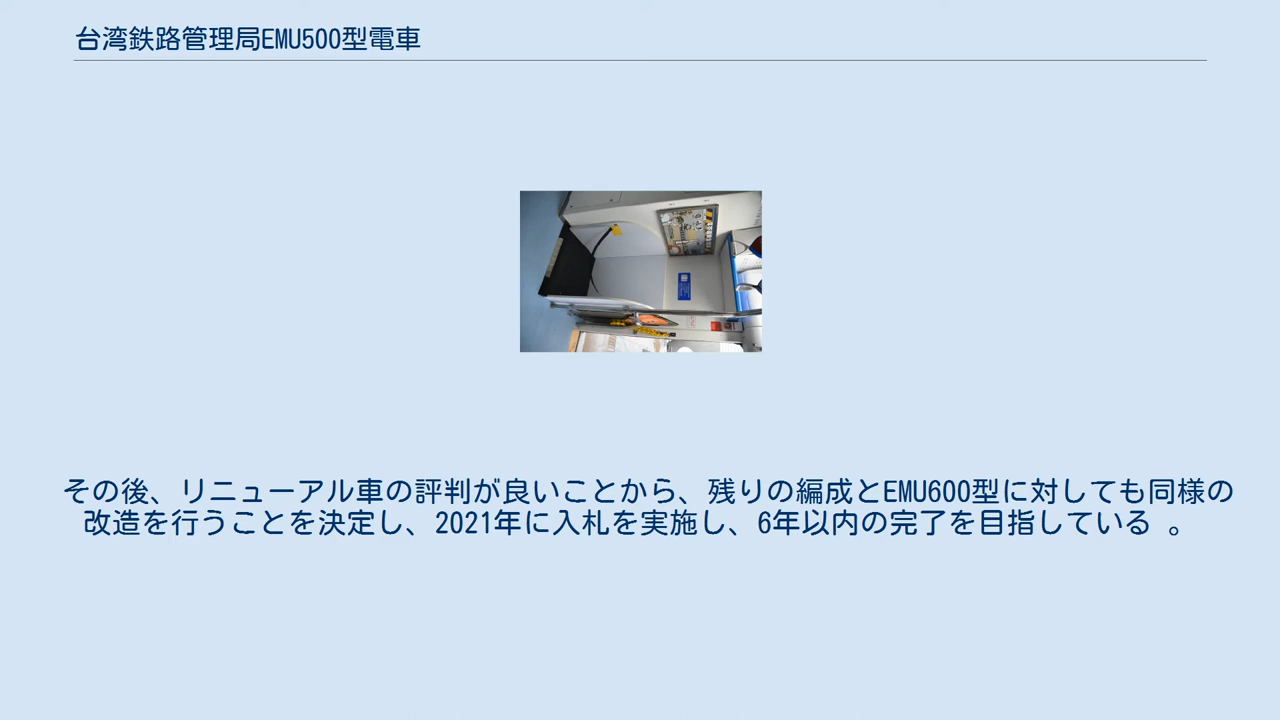 台湾鉄路管理局EMU500型電車
その後、リニューアル車の評判が良いことから、残りの編成とEMU600型に対しても同様の
改造を行うことを決定し、2021年に入札を実施し、6年以内の完了を目指している 。